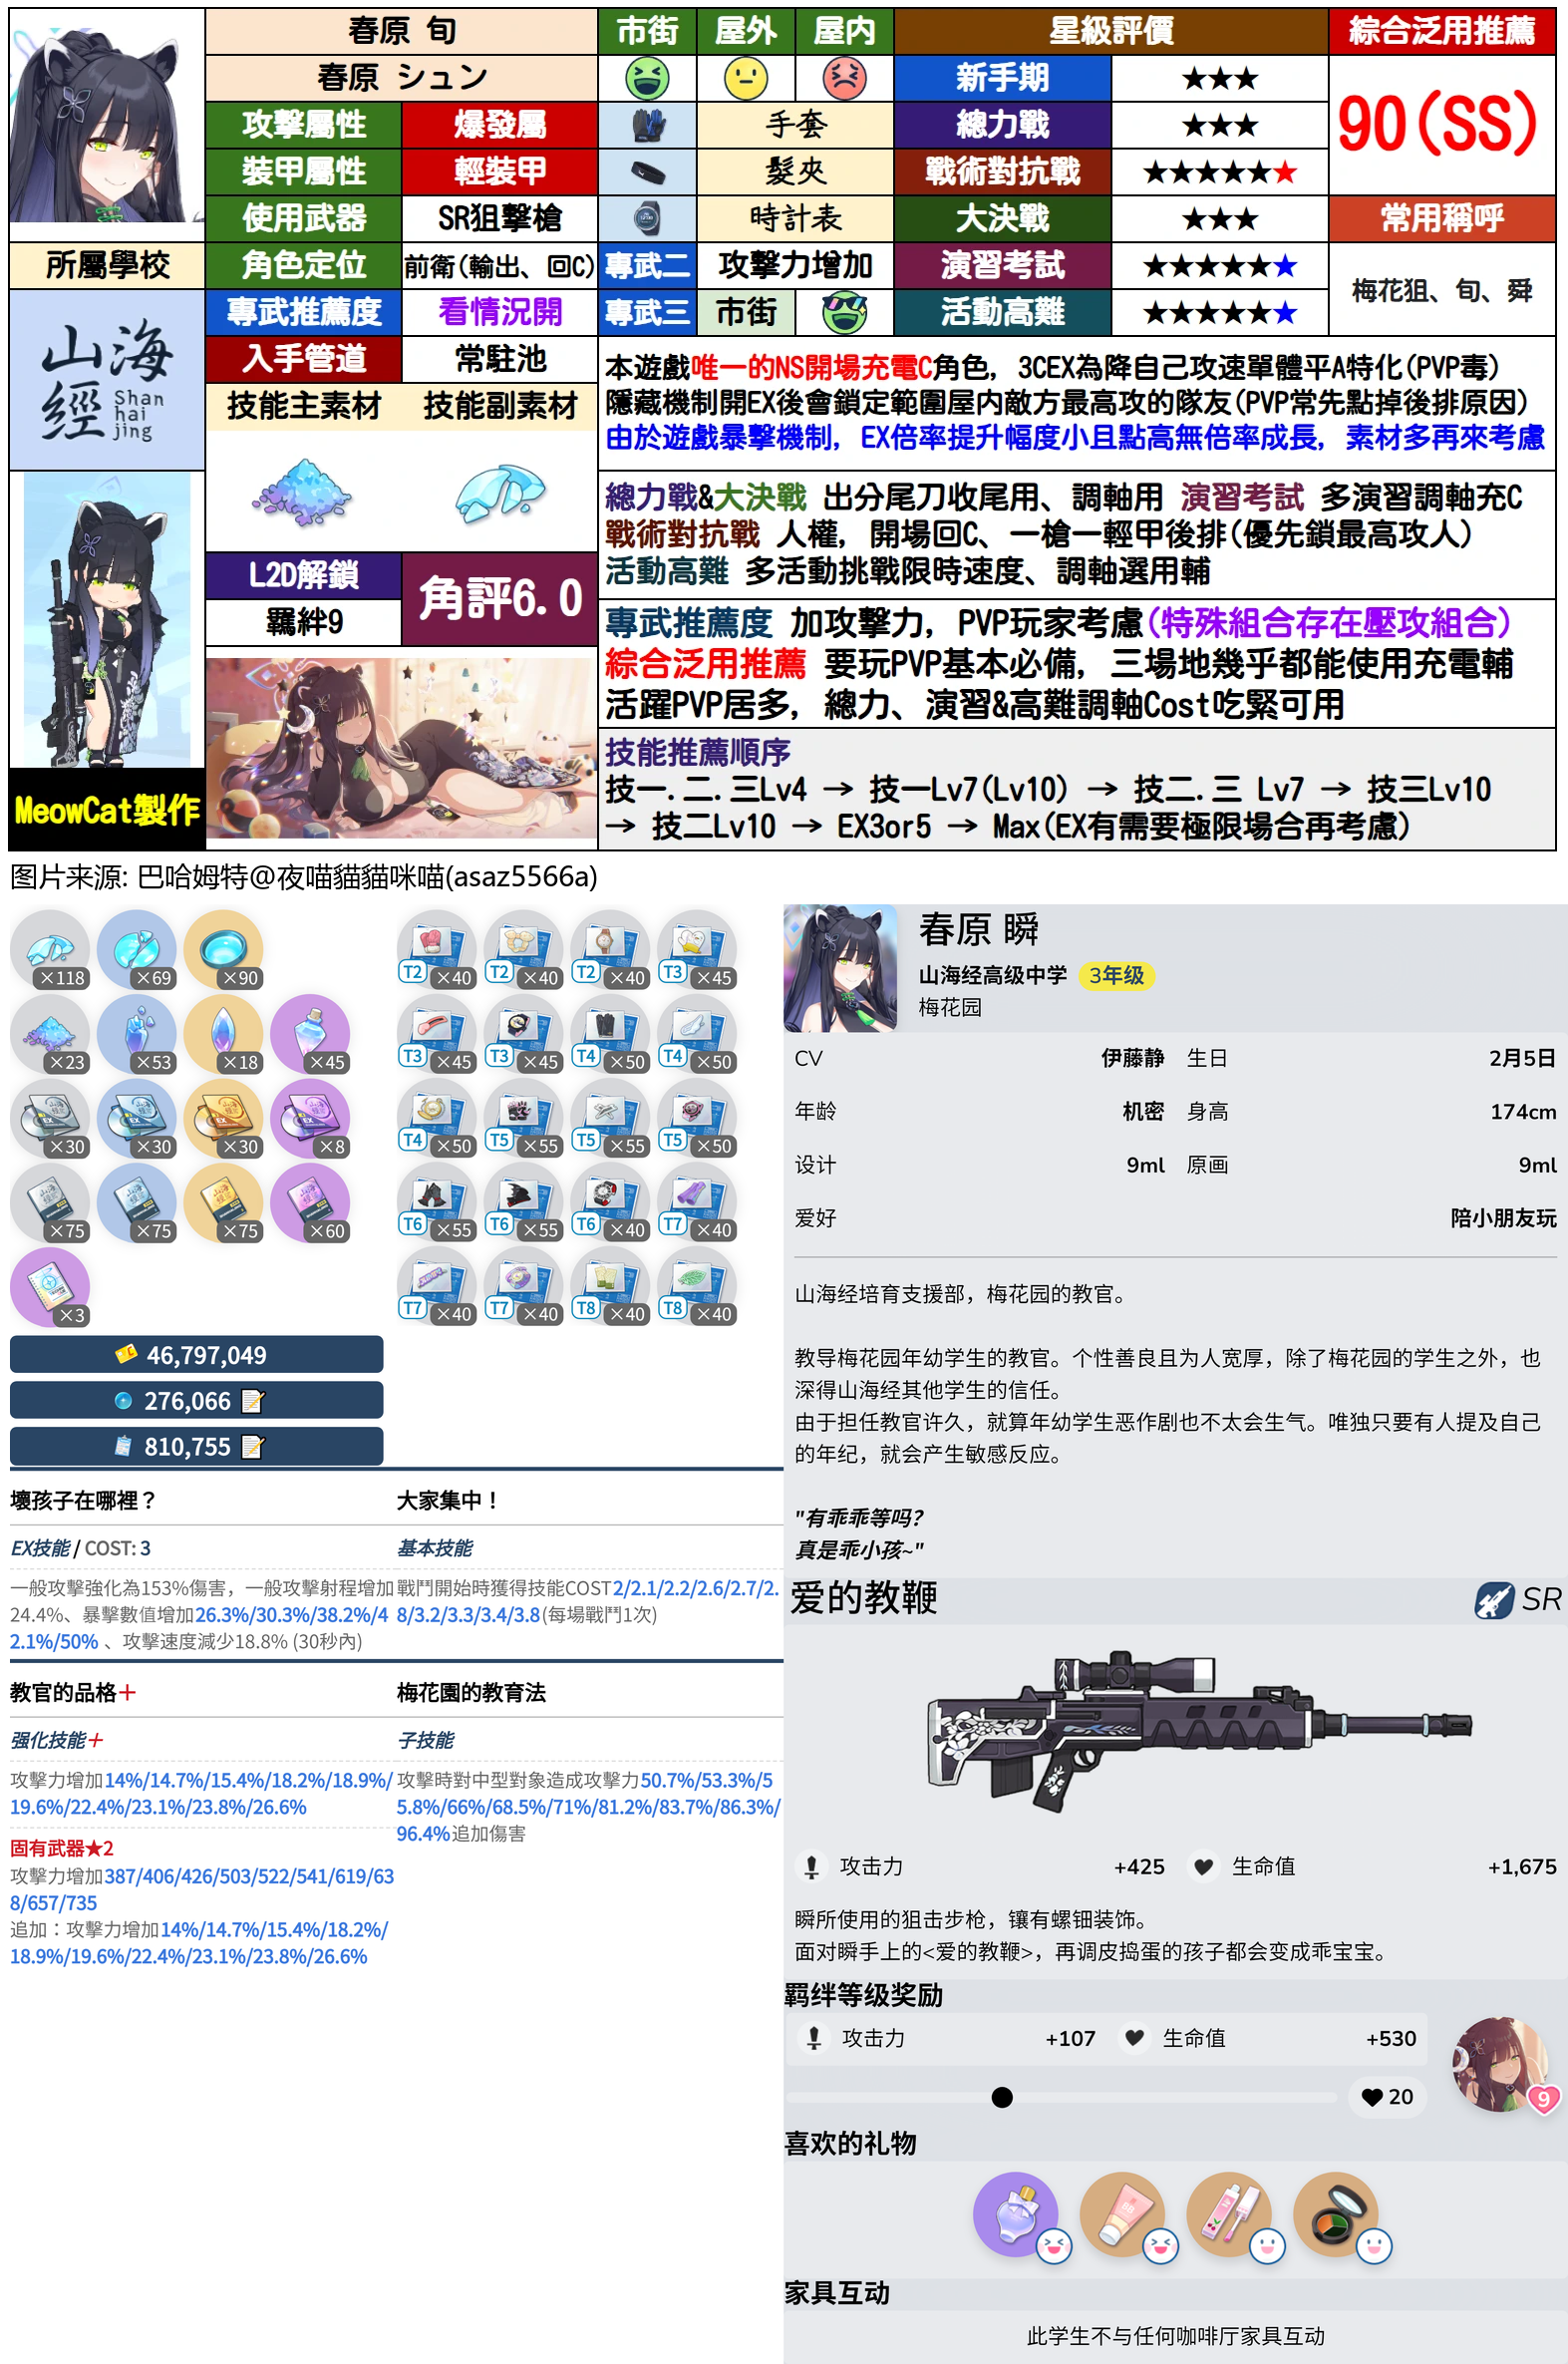 春原 旬
春原 シュン
市街 屋外 屋内
星級評價
綜合泛用推薦
新手期 ★★★
90(SS)
攻擊屬性 爆發屬
手套
總力戰 ★★★
裝甲屬性 輕裝甲
髮夾
戰術對抗戰 ★★★★★★
使用武器 SR狙擊槍
時計表
大決戰 ★★★
常用稱呼
所屬學校
角色定位 前衛(輸出、回C)
專武二 攻擊力增加
演習考試 ★★★★★★
梅花狙、旬、舜
專武推薦度 看情況開
專武三 市街
活動高難 ★★★★★★
山海經
Shan
hai
jing
入手管道 常駐池
技能主素材 技能副素材
本遊戲唯一的NS開場充電C角色, 3CEX為降自己攻速單體平A特化(PVP毒)
隱藏機制開EX後會鎖定範圍屋內敵方最高攻的隊友(PVP常先點掉後排原因)
由於遊戲暴擊機制, EX倍率提升幅度小且點高無倍率成長, 素材多再來考慮
總力戰&大決戰 出分尾刀收尾用、調軸用 演習考試 多演習調軸充C
戰術對抗戰 人權, 開場回C、一槍一輕甲後排(優先鎖最高攻人)
活動高難 多活動挑戰限時速度、調軸選用輔
L2D解鎖
羈絆9
角評6.0
專武推薦度 加攻擊力, PVP玩家考慮(特殊組合存在壓攻組合)
綜合泛用推薦 要玩PVP基本必備, 三場地幾乎都能使用充電輔
活躍PVP居多, 總力、演習&高難調軸Cost吃緊可用
技能推薦順序
技一.二.三Lv4 → 技一Lv7(Lv10) → 技二.三 Lv7 → 技三Lv10
→ 技二Lv10 → EX3or5 → Max(EX有需要極限場合再考慮)
MeowCat製作
图片来源: 巴哈姆特@夜喵貓貓咪喵(asaz5566a)
×118 ×69 ×90
×23 ×53 ×18 ×45
×30 ×30 ×30 ×8
×75 ×75 ×75 ×60
×3
T2 ×40 T2 ×40 T2 ×40 T3 ×45
T3 ×45 T3 ×45 T4 ×50 T4 ×50
T4 ×50 T5 ×55 T5 ×55 T5 ×50
T6 ×55 T6 ×55 T6 ×40 T7 ×40
T7 ×40 T7 ×40 T8 ×40 T8 ×40
46,797,049
276,066
810,755
壞孩子在哪裡？
EX技能 / COST: 3
一般攻擊強化為153%傷害，一般攻擊射程增加
24.4%、暴擊數值增加26.3%/30.3%/38.2%/4
2.1%/50% 、攻擊速度減少18.8% (30秒內)
大家集中！
基本技能
戰鬥開始時獲得技能COST2/2.1/2.2/2.6/2.7/2.
8/3.2/3.3/3.4/3.8(每場戰鬥1次)
教官的品格+
强化技能+
攻擊力增加14%/14.7%/15.4%/18.2%/18.9%/
19.6%/22.4%/23.1%/23.8%/26.6%
固有武器★2
攻擊力增加387/406/426/503/522/541/619/63
8/657/735
追加：攻擊力增加14%/14.7%/15.4%/18.2%/
18.9%/19.6%/22.4%/23.1%/23.8%/26.6%
梅花園的教育法
子技能
攻擊時對中型對象造成攻擊力50.7%/53.3%/5
5.8%/66%/68.5%/71%/81.2%/83.7%/86.3%/
96.4%追加傷害
春原 瞬
山海经高级中学 3年级
梅花园
CV 伊藤静 生日 2月5日
年龄 机密 身高 174cm
设计 9ml 原画 9ml
爱好 陪小朋友玩
山海经培育支援部，梅花园的教官。
教导梅花园年幼学生的教官。个性善良且为人宽厚，除了梅花园的学生之外，也
深得山海经其他学生的信任。
由于担任教官许久，就算年幼学生恶作剧也不太会生气。唯独只要有人提及自己
的年纪，就会产生敏感反应。
"有乖乖等吗？
真是乖小孩~"
爱的教鞭 SR
攻击力 +425 生命值 +1,675
瞬所使用的狙击步枪，镶有螺钿装饰。
面对瞬手上的<爱的教鞭>，再调皮捣蛋的孩子都会变成乖宝宝。
羁绊等级奖励
攻击力 +107 生命值 +530
20
9
喜欢的礼物
家具互动
此学生不与任何咖啡厅家具互动